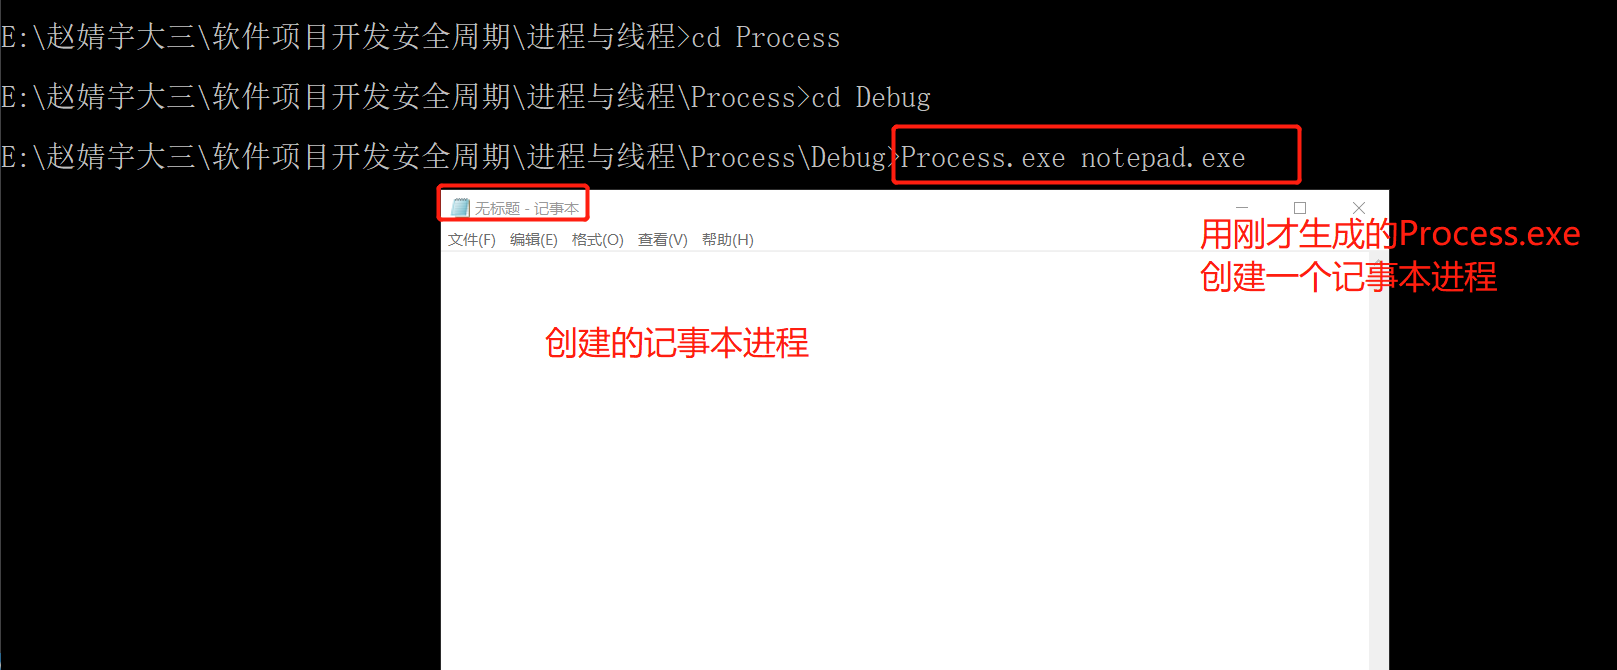 E:\赵婧宇大三\软件项目开发安全周期\进程与线程>cd Process
E:\赵婧宇大三\软件项目开发安全周期\进程与线程\Process>cd Debug
E:\赵婧宇大三\软件项目开发安全周期\进程与线程\Process\Debug>Process.exe notepad.exe
无标题 - 记事本
文件(F) 编辑(E) 格式(O) 查看(V) 帮助(H)
用刚才生成的Process.exe
创建一个记事本进程
创建的记事本进程